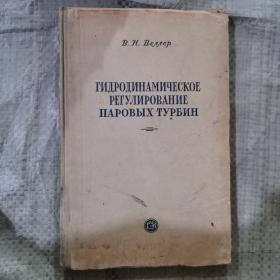 В. Н. Веллер
ГИДРОДИНАМИЧЕСКОЕ
РЕГУЛИРОВАНИЕ
ПАРОВЫХ ТУРБИН